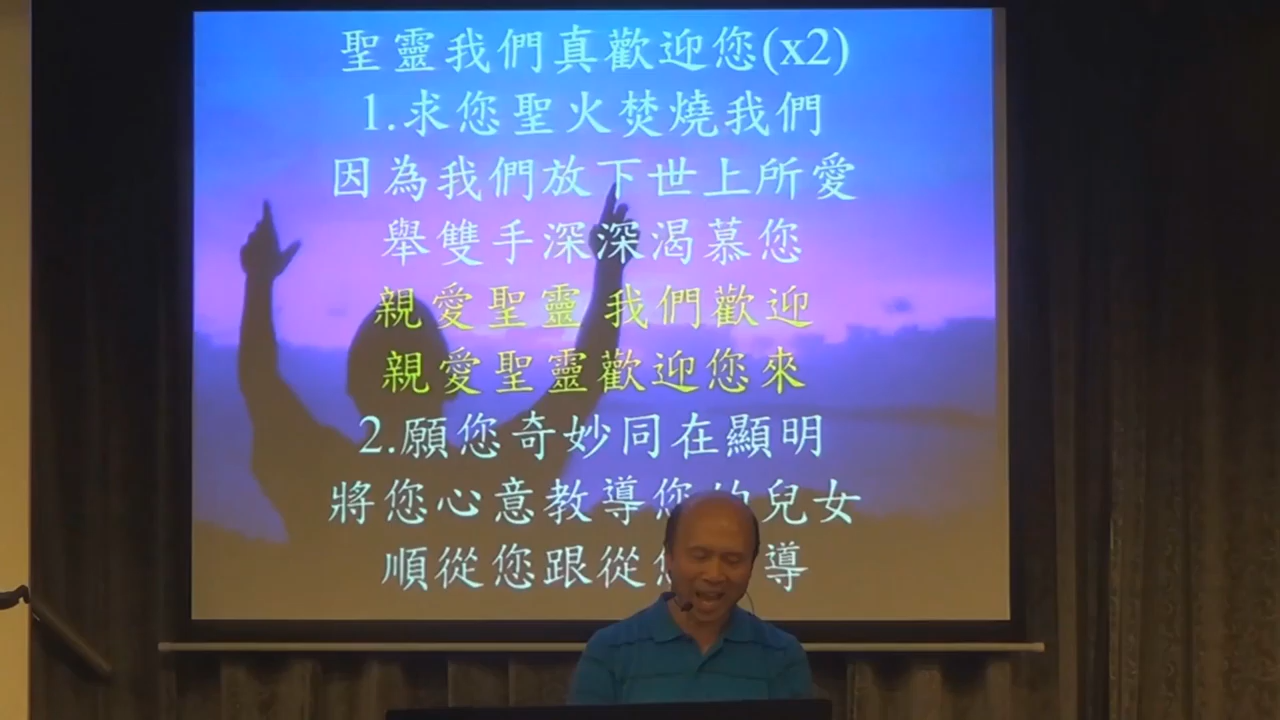 聖靈我們真歡迎您(x2)
1.求您聖火焚燒我們
因為我們放下世上所愛
舉雙手深深渴慕您
親愛聖靈 我們歡迎
親愛聖靈歡迎您來
2.願您奇妙同在顯明
將您心意教導您的兒女
順從您跟從您 導